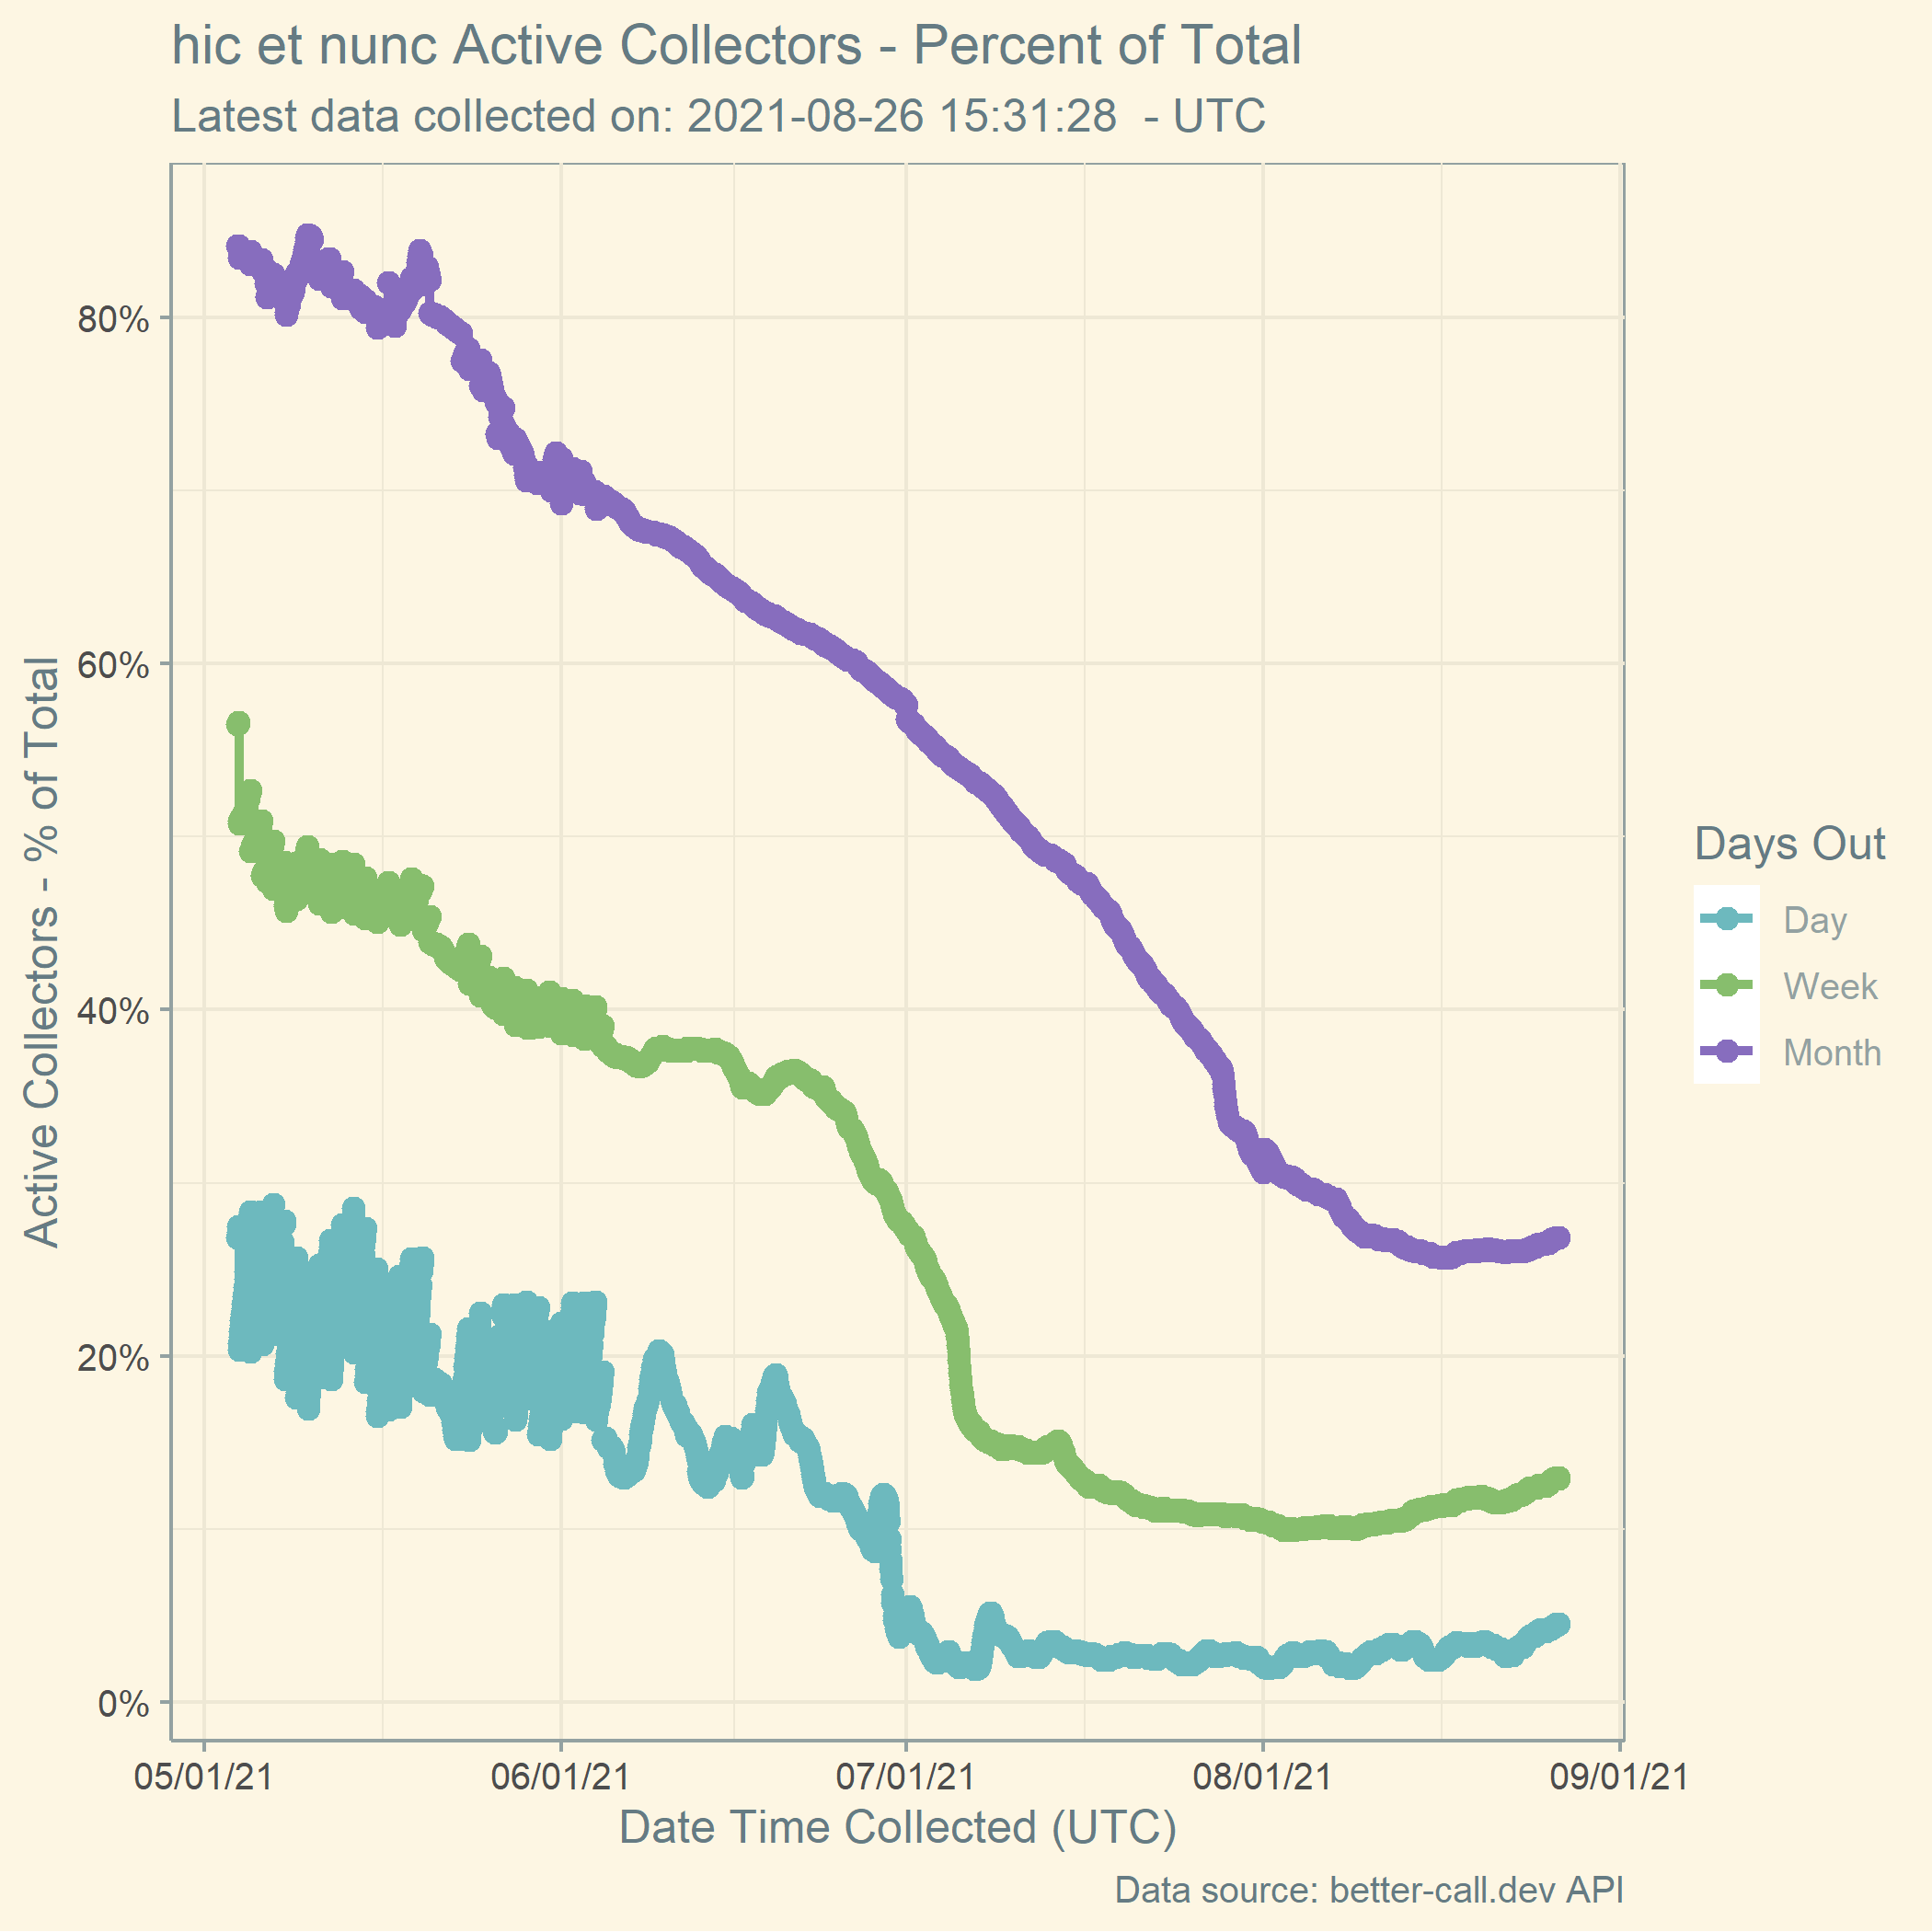 hic et nunc Active Collectors - Percent of Total
Latest data collected on: 2021-08-26 15:31:28  - UTC
Active Collectors - % of Total
80%
60%
40%
20%
0%
05/01/21
06/01/21
07/01/21
08/01/21
09/01/21
Date Time Collected (UTC)
Days Out
Day
Week
Month
Data source: better-call.dev API